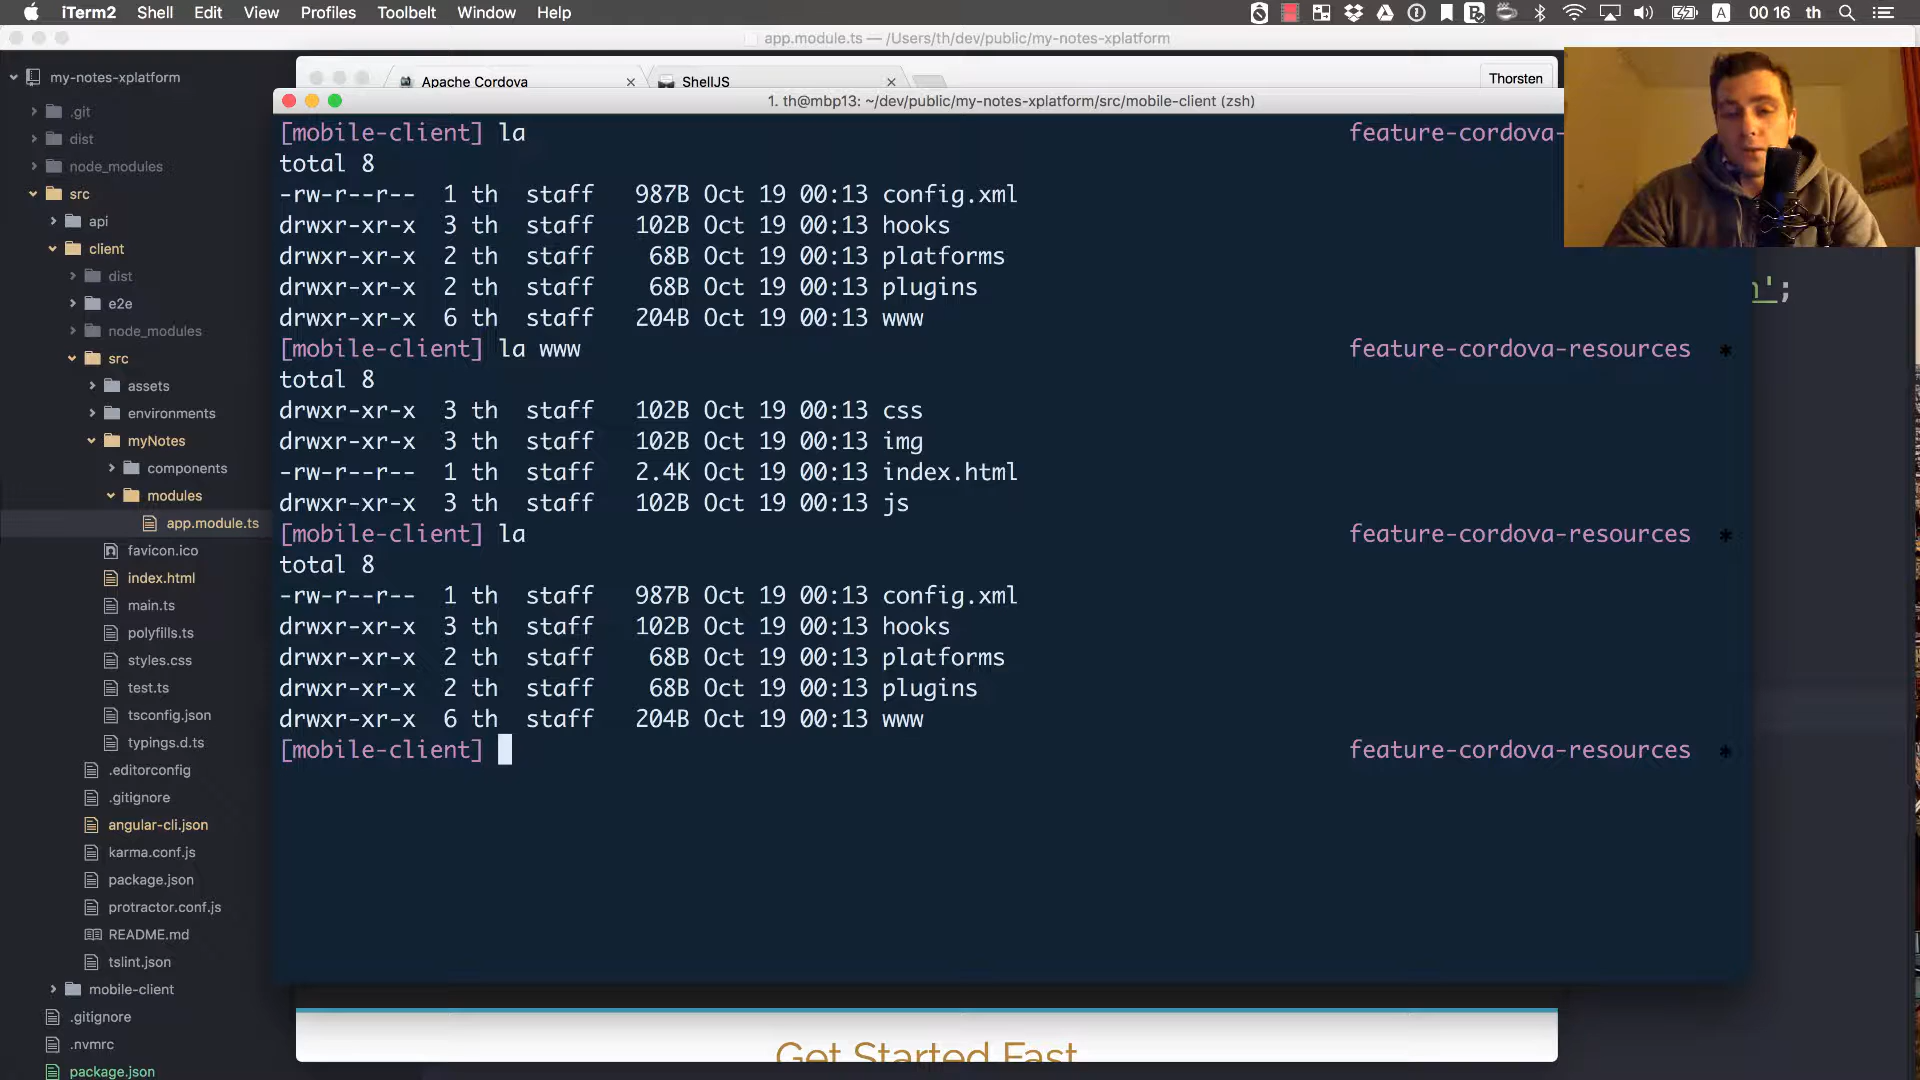 iTerm2 Shell Edit View Profiles Toolbelt Window Help 00 16 th
app.module.ts — /Users/th/dev/public/my-notes-xplatform
my-notes-xplatform
.git
dist
node_modules
src
api
client
dist
e2e
node_modules
src
assets
environments
myNotes
components
modules
app.module.ts
favicon.ico
index.html
main.ts
polyfills.ts
styles.css
test.ts
tsconfig.json
typings.d.ts
.editorconfig
.gitignore
angular-cli.json
karma.conf.js
package.json
protractor.conf.js
README.md
tslint.json
mobile-client
.gitignore
.nvmrc
package.json
Apache Cordova ShellJS Thorsten
1. th@mbp13: ~/dev/public/my-notes-xplatform/src/mobile-client (zsh)
[mobile-client] la feature-cordova-
total 8
-rw-r--r-- 1 th staff 987B Oct 19 00:13 config.xml
drwxr-xr-x 3 th staff 102B Oct 19 00:13 hooks
drwxr-xr-x 2 th staff 68B Oct 19 00:13 platforms
drwxr-xr-x 2 th staff 68B Oct 19 00:13 plugins
drwxr-xr-x 6 th staff 204B Oct 19 00:13 www
[mobile-client] la www feature-cordova-resources *
total 8
drwxr-xr-x 3 th staff 102B Oct 19 00:13 css
drwxr-xr-x 3 th staff 102B Oct 19 00:13 img
-rw-r--r-- 1 th staff 2.4K Oct 19 00:13 index.html
drwxr-xr-x 3 th staff 102B Oct 19 00:13 js
[mobile-client] la feature-cordova-resources *
total 8
-rw-r--r-- 1 th staff 987B Oct 19 00:13 config.xml
drwxr-xr-x 3 th staff 102B Oct 19 00:13 hooks
drwxr-xr-x 2 th staff 68B Oct 19 00:13 platforms
drwxr-xr-x 2 th staff 68B Oct 19 00:13 plugins
drwxr-xr-x 6 th staff 204B Oct 19 00:13 www
[mobile-client] feature-cordova-resources *
';
Get Started Fast